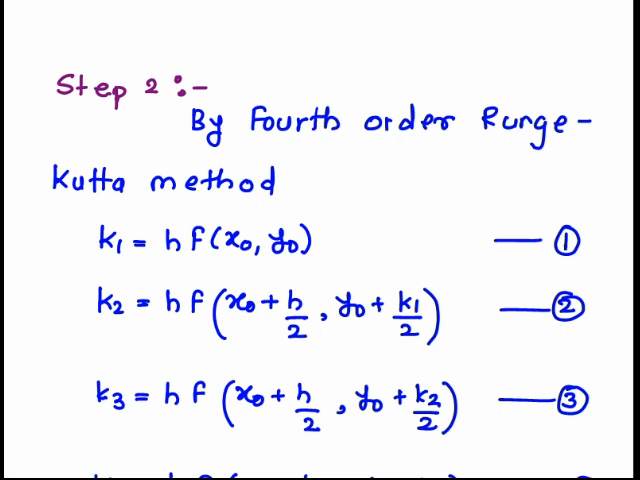 Step 2 :-
By Fourth order Runge-
Kutta method
k₁ = h f(x₀, y₀) —— ①
k₂ = h f(x₀ + h/2, y₀ + k₁/2) —— ②
k₃ = h f(x₀ + h/2, y₀ + k₂/2) —— ③